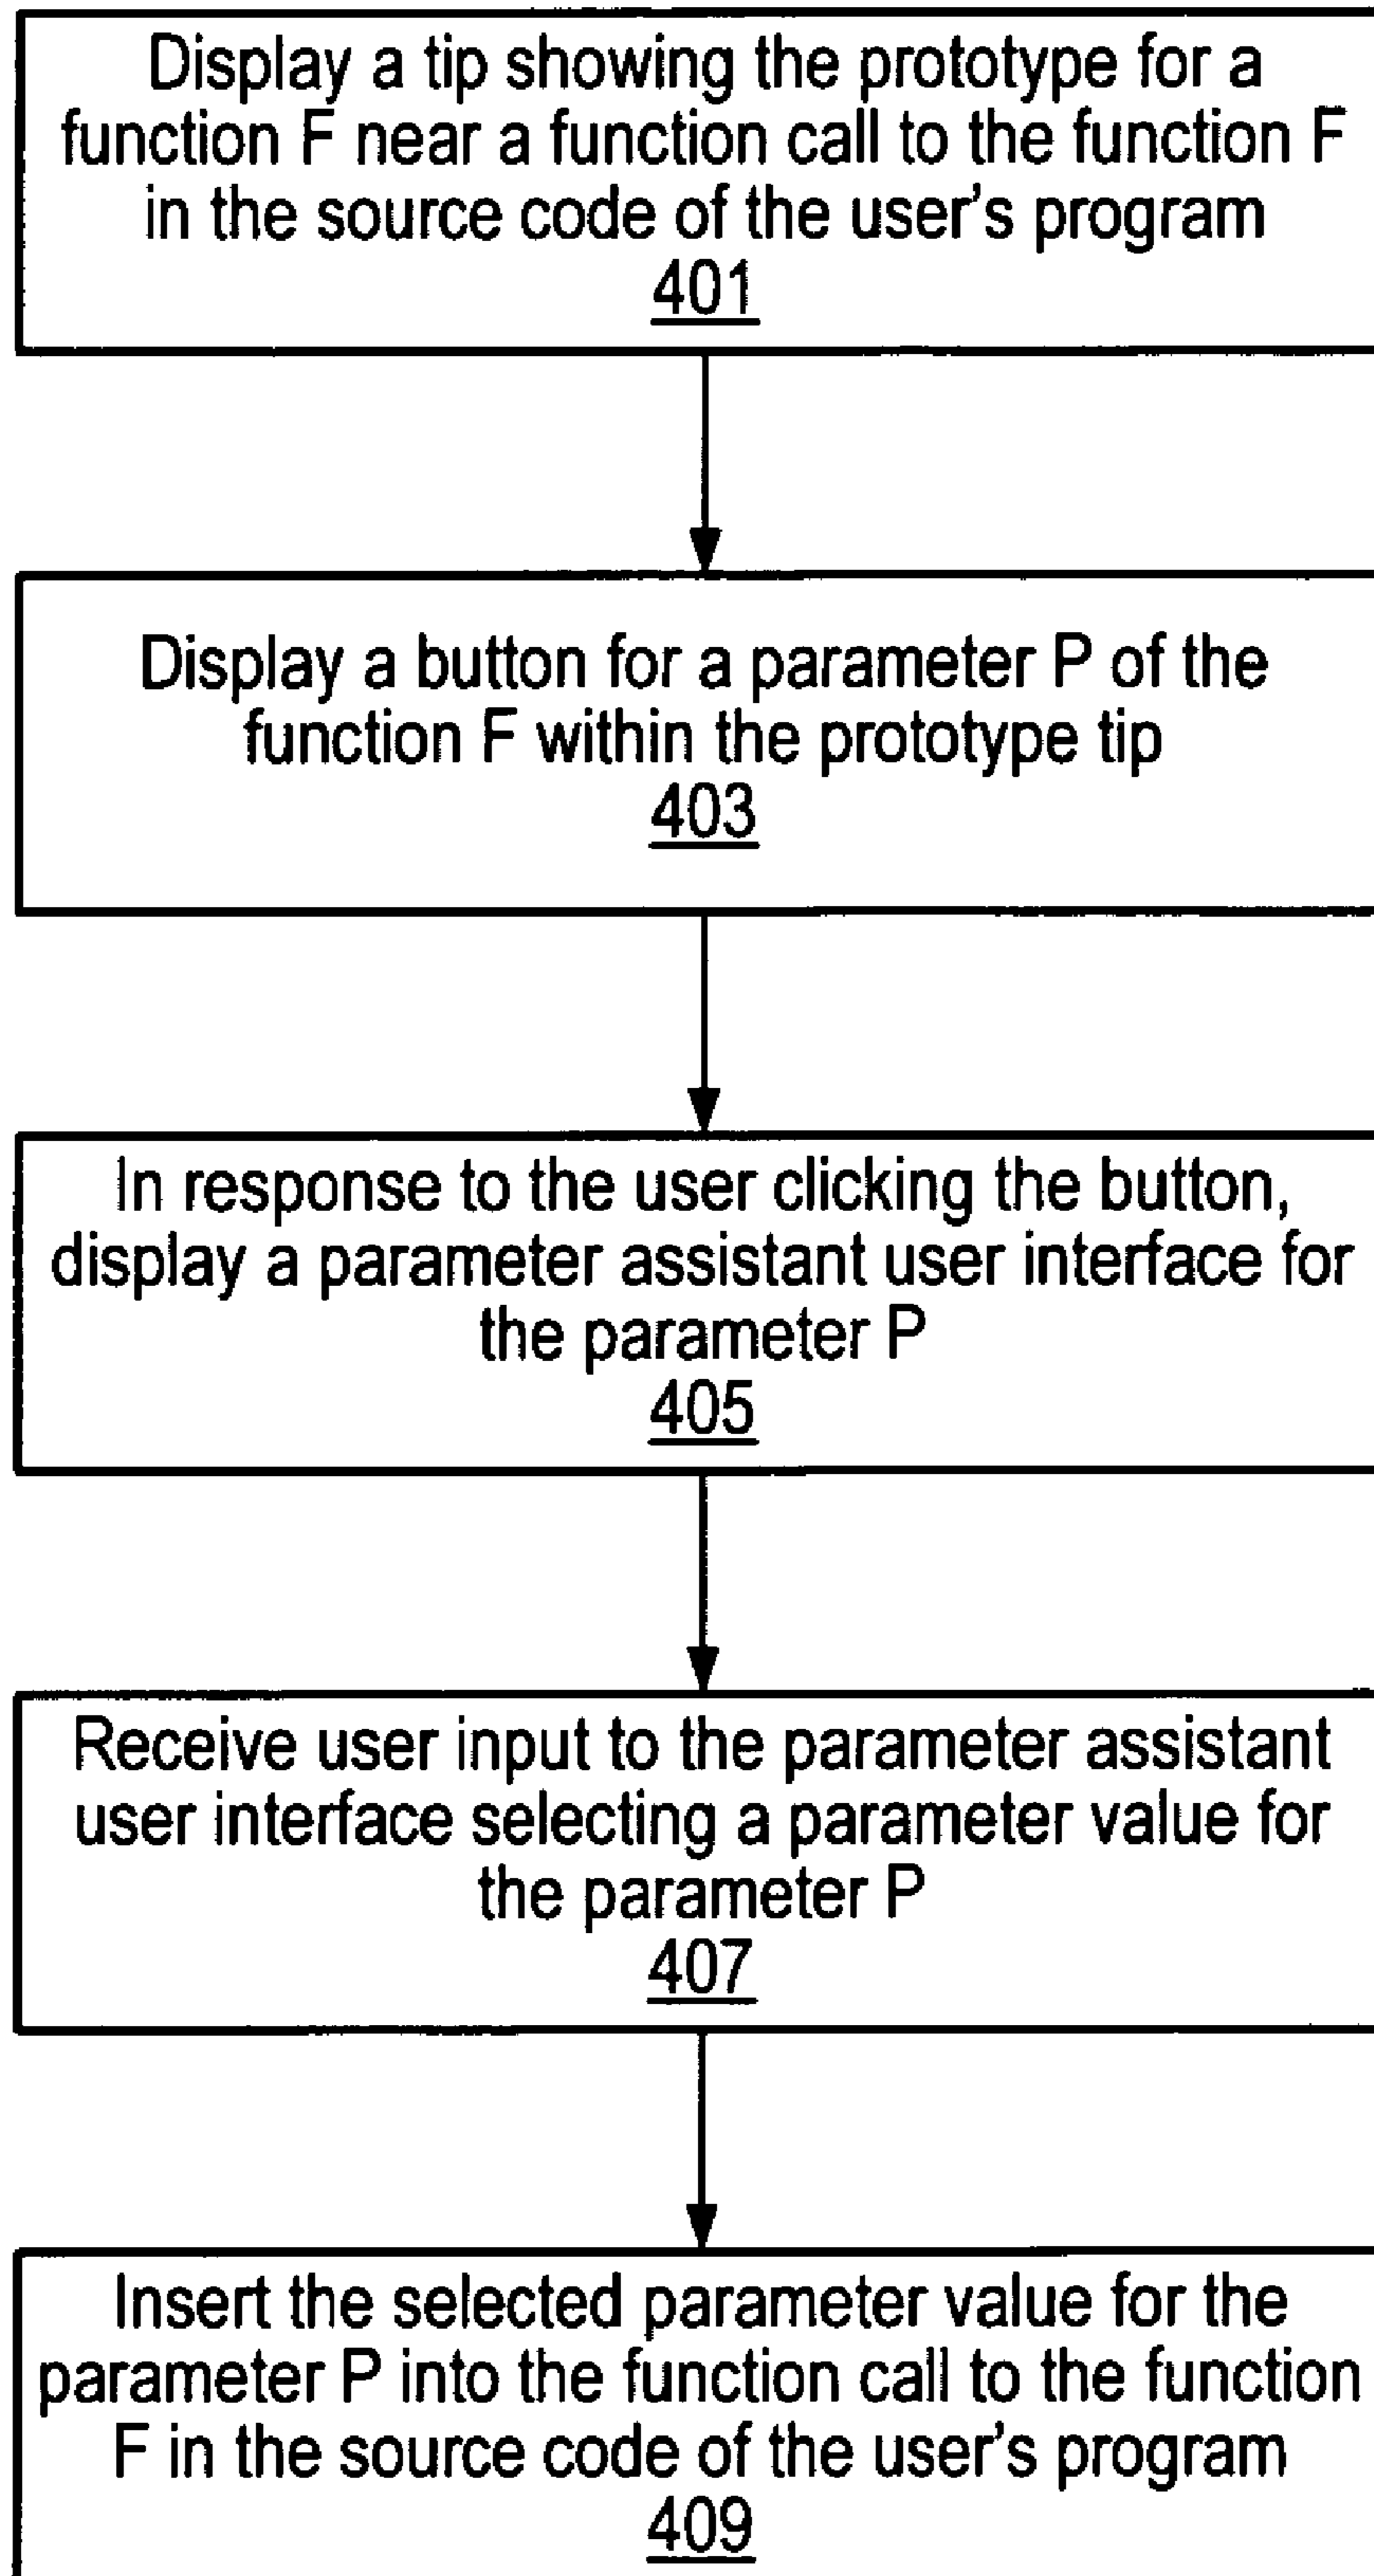 Display a tip showing the prototype for a
function F near a function call to the function F
in the source code of the user's program
401
Display a button for a parameter P of the
function F within the prototype tip
403
In response to the user clicking the button,
display a parameter assistant user interface for
the parameter P
405
Receive user input to the parameter assistant
user interface selecting a parameter value for
the parameter P
407
Insert the selected parameter value for the
parameter P into the function call to the function
F in the source code of the user's program
409